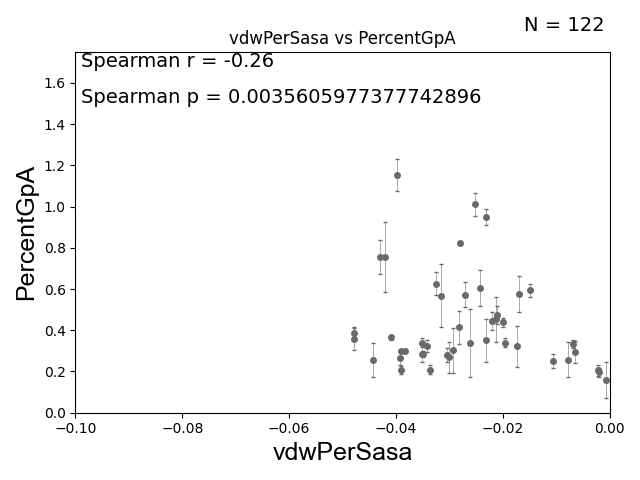 N = 122
vdwPerSasa vs PercentGpA
Spearman r = -0.26
Spearman p = 0.0035605977377742896
PercentGpA
1.6
1.4
1.2
1.0
0.8
0.6
0.4
0.2
0.0
−0.10 −0.08 −0.06 −0.04 −0.02 0.00
vdwPerSasa